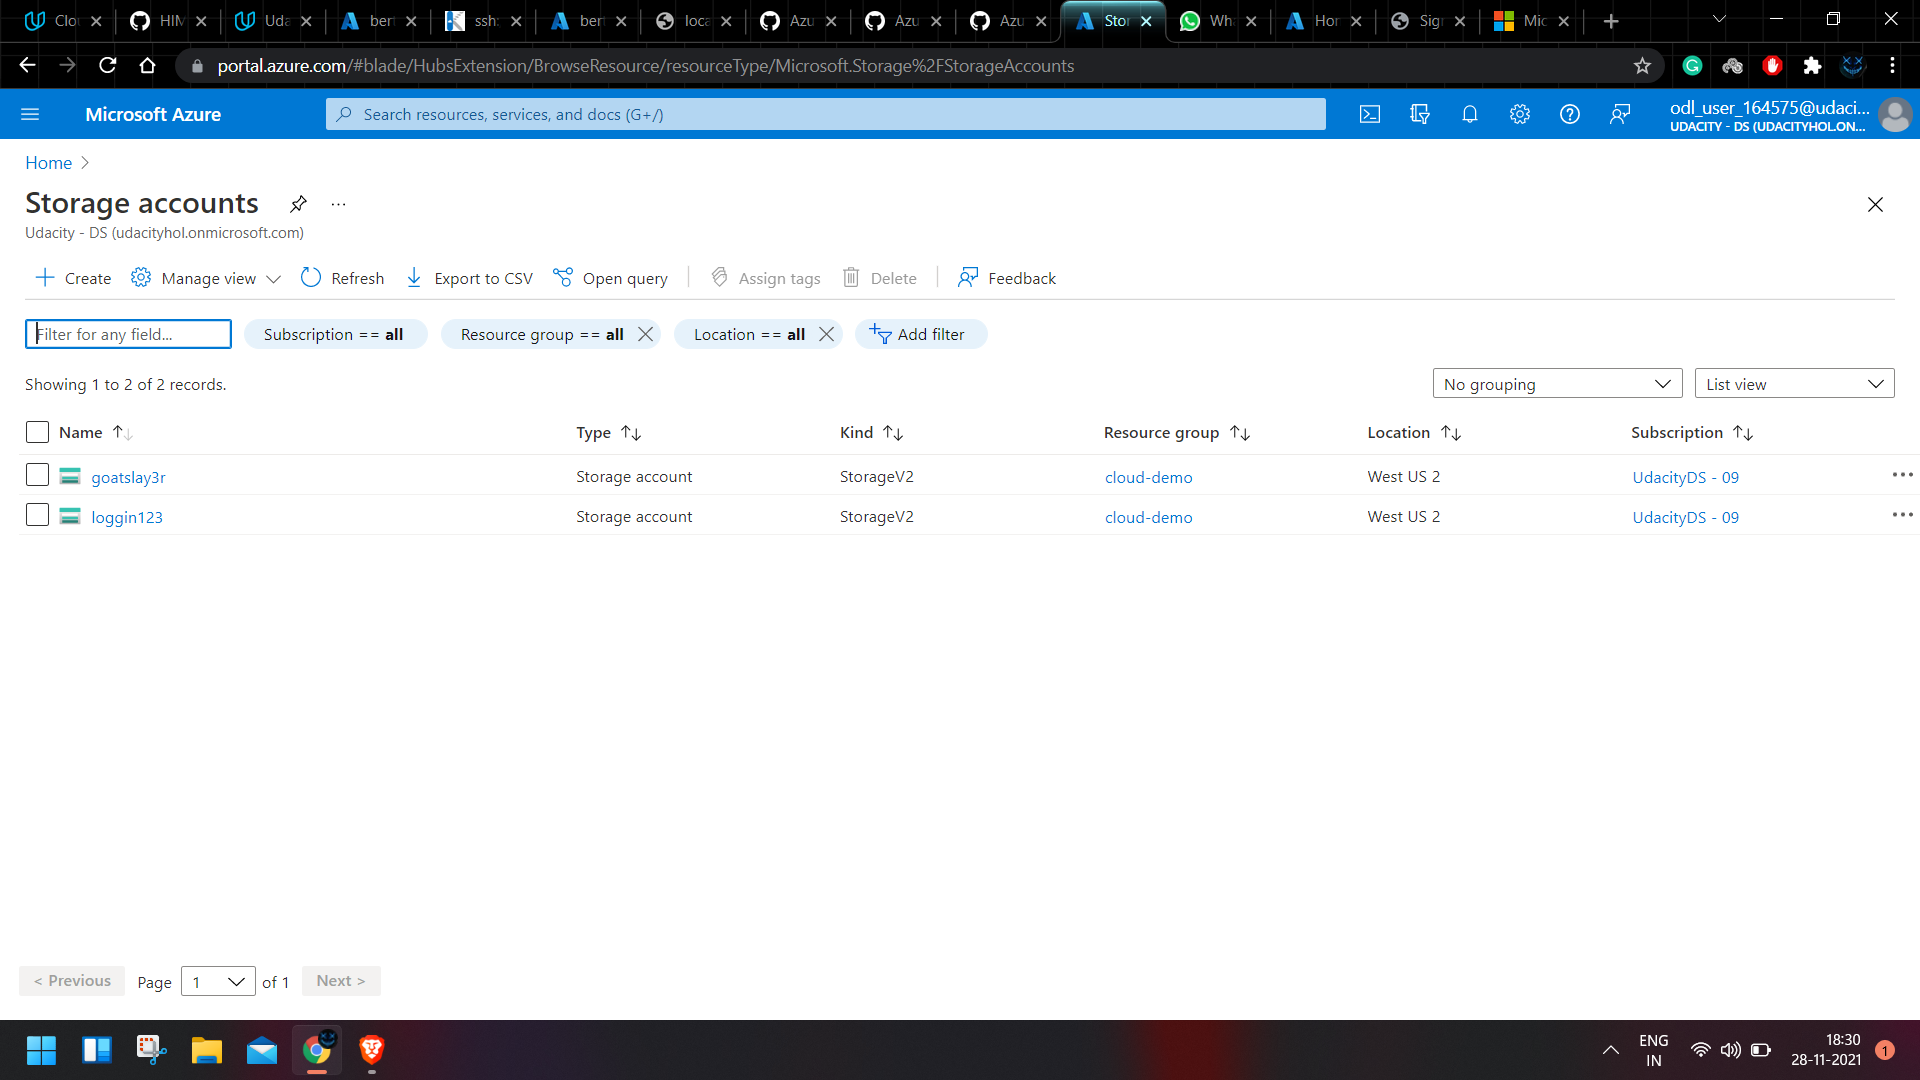 Clo HIM Uda ber ssh: ber loca Azu Azu Azu Stor Wha Hor Sig Mic
portal.azure.com/#blade/HubsExtension/BrowseResource/resourceType/Microsoft.Storage%2FStorageAccounts
Microsoft Azure
Search resources, services, and docs (G+/)
odl_user_164575@udaci...
UDACITY - DS (UDACITYHOL.ON...
Home
Storage accounts
Udacity - DS (udacityhol.onmicrosoft.com)
Create Manage view Refresh Export to CSV Open query Assign tags Delete Feedback
Filter for any field... Subscription == all Resource group == all Location == all Add filter
Showing 1 to 2 of 2 records. No grouping List view
Name Type Kind Resource group Location Subscription
goatslay3r Storage account StorageV2 cloud-demo West US 2 UdacityDS - 09
loggin123 Storage account StorageV2 cloud-demo West US 2 UdacityDS - 09
< Previous Page 1 of 1 Next >
ENG
IN
18:30
28-11-2021
1